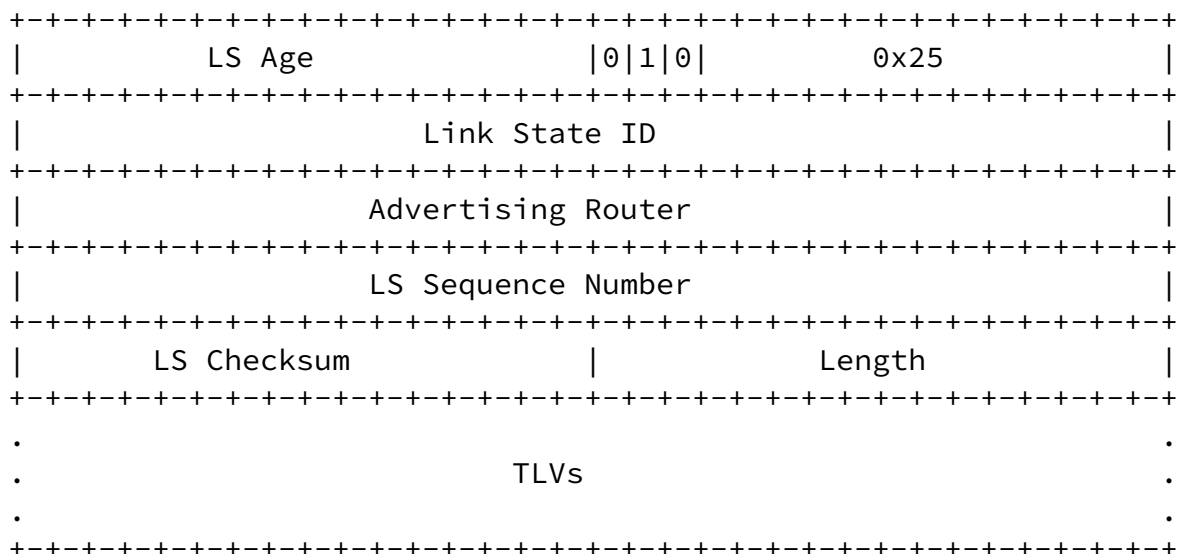 +-+-+-+-+-+-+-+-+-+-+-+-+-+-+-+-+-+-+-+-+-+-+-+-+-+-+-+-+-+-+-+-+
|          LS Age               |0|1|0|         0x25            |
+-+-+-+-+-+-+-+-+-+-+-+-+-+-+-+-+-+-+-+-+-+-+-+-+-+-+-+-+-+-+-+-+
|                      Link State ID                            |
+-+-+-+-+-+-+-+-+-+-+-+-+-+-+-+-+-+-+-+-+-+-+-+-+-+-+-+-+-+-+-+-+
|                   Advertising Router                          |
+-+-+-+-+-+-+-+-+-+-+-+-+-+-+-+-+-+-+-+-+-+-+-+-+-+-+-+-+-+-+-+-+
|                   LS Sequence Number                          |
+-+-+-+-+-+-+-+-+-+-+-+-+-+-+-+-+-+-+-+-+-+-+-+-+-+-+-+-+-+-+-+-+
|       LS Checksum             |            Length             |
+-+-+-+-+-+-+-+-+-+-+-+-+-+-+-+-+-+-+-+-+-+-+-+-+-+-+-+-+-+-+-+-+
.                                                               .
.                           TLVs                                .
.                                                               .
+-+-+-+-+-+-+-+-+-+-+-+-+-+-+-+-+-+-+-+-+-+-+-+-+-+-+-+-+-+-+-+-+